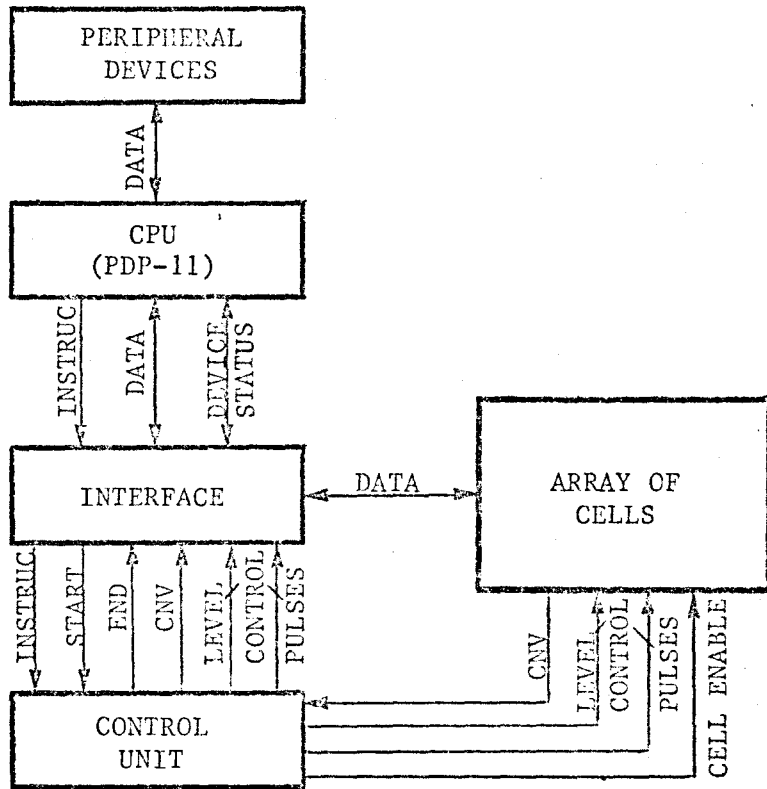 PERIPHERAL
DEVICES
DATA
CPU
(PDP-11)
INSTRUC
DATA
DEVICE
STATUS
INTERFACE
DATA
ARRAY OF
CELLS
INSTRUC
START
END
CNV
LEVEL
CONTROL
PULSES
CNV
LEVEL
CONTROL
PULSES
CELL ENABLE
CONTROL
UNIT